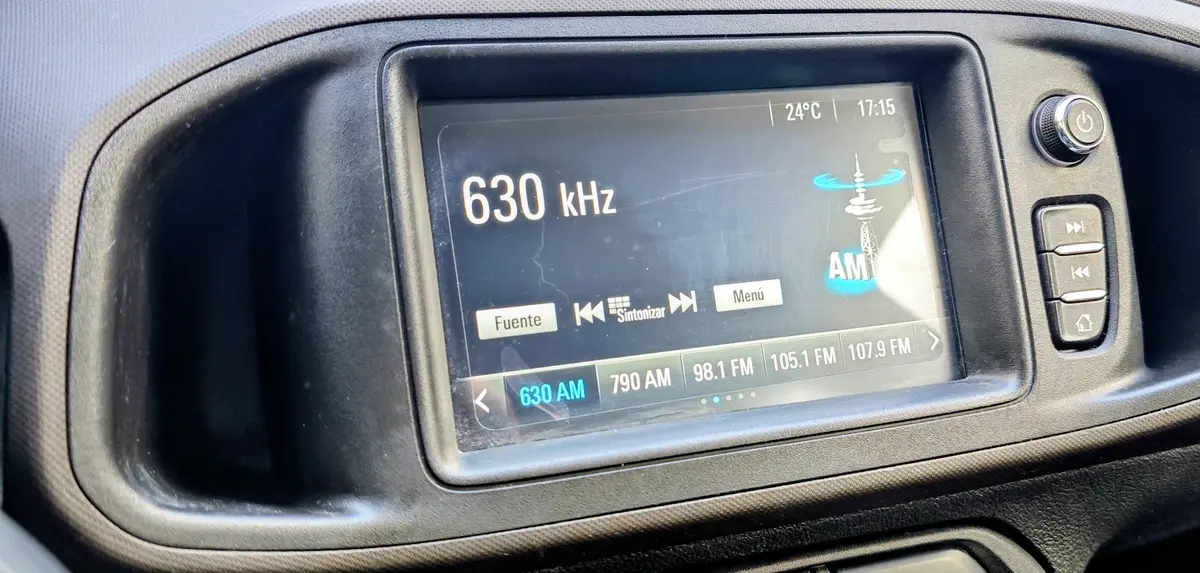 24°C 17:15
630 kHz
AM
Fuente Sintonizar Menú
630 AM 790 AM 98.1 FM 105.1 FM 107.9 FM